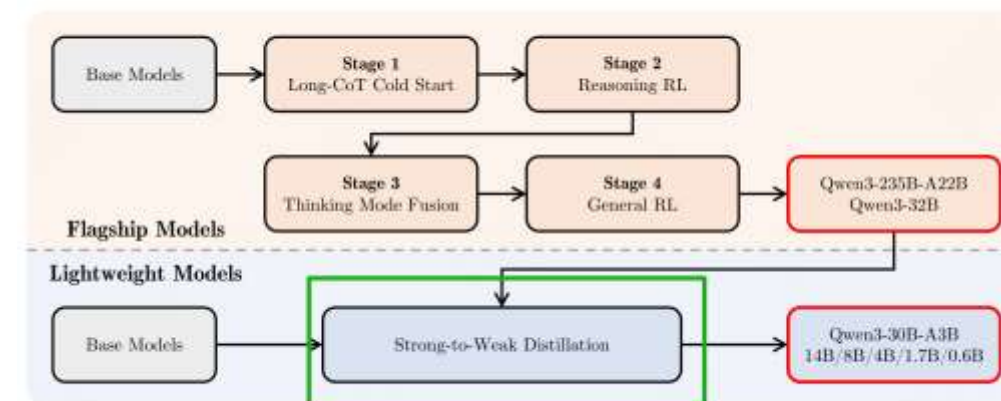 Base Models
Stage 1
Long-CoT Cold Start
Stage 2
Reasoning RL
Stage 3
Thinking Mode Fusion
Stage 4
General RL
Qwen3-235B-A22B
Qwen3-32B
Flagship Models
Lightweight Models
Base Models
Strong-to-Weak Distillation
Qwen3-30B-A3B
14B/8B/4B/1.7B/0.6B